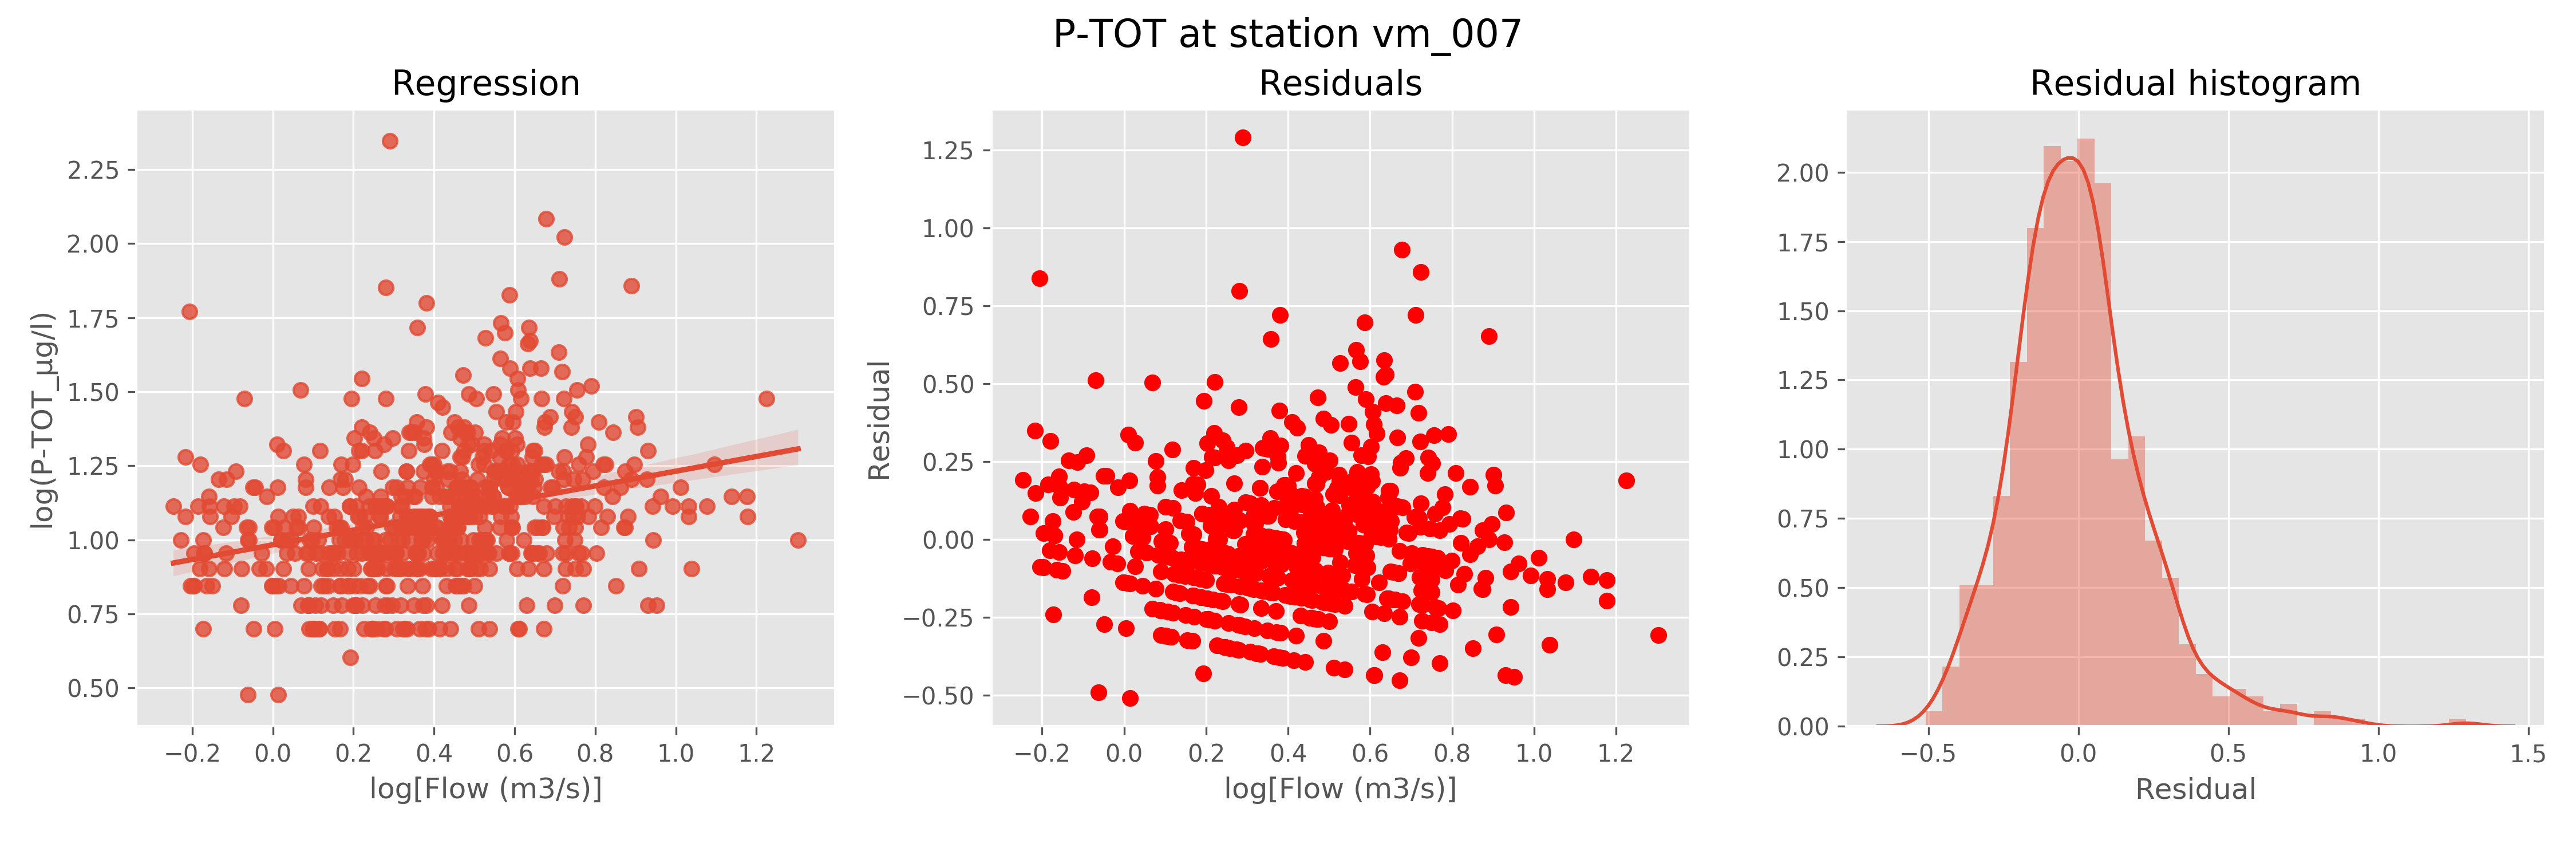 P-TOT at station vm_007
Regression
Residuals
Residual histogram
log(P-TOT_µg/l)
2.25
2.00
1.75
1.50
1.25
1.00
0.75
0.50
−0.2 0.0 0.2 0.4 0.6 0.8 1.0 1.2
log[Flow (m3/s)]
Residual
1.25
1.00
0.75
0.50
0.25
0.00
−0.25
−0.50
−0.2 0.0 0.2 0.4 0.6 0.8 1.0 1.2
log[Flow (m3/s)]
2.00
1.75
1.50
1.25
1.00
0.75
0.50
0.25
0.00
−0.5 0.0 0.5 1.0 1.5
Residual